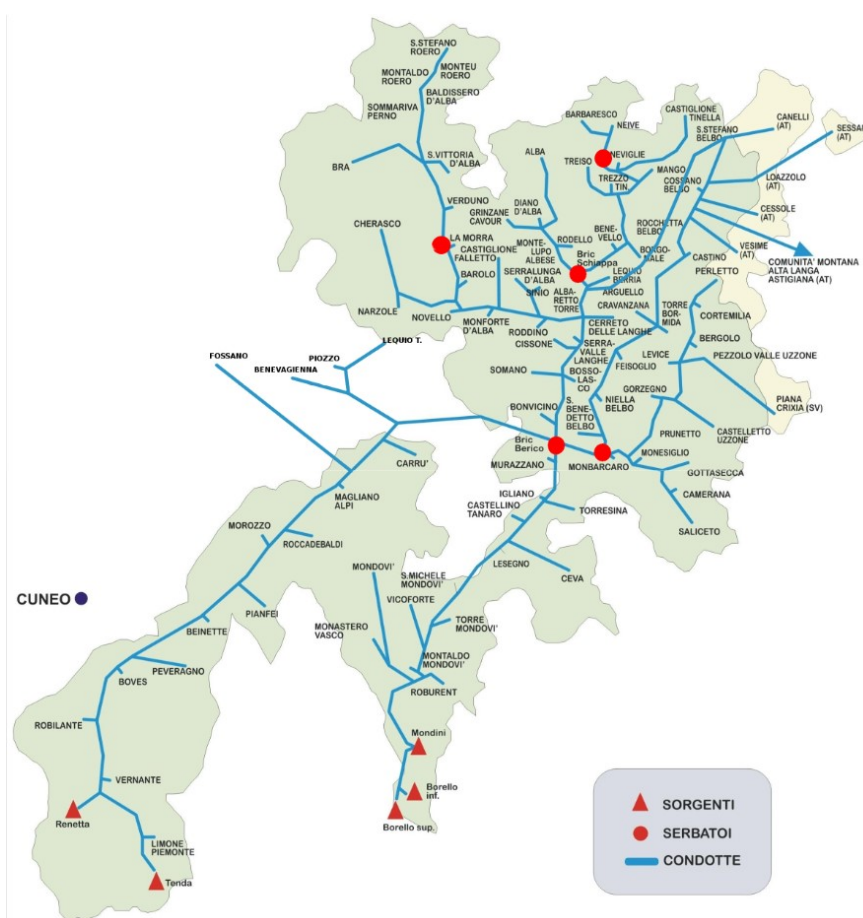 S.STEFANO
ROERO
MONTALDO
ROERO
MONTEU
ROERO
BALDISSERO
D'ALBA
SOMMARIVA
PERNO
BRA
S.VITTORIA
D'ALBA
VERDUNO
CHERASCO
LA MORRA
CASTIGLIONE
FALLETTO
BAROLO
NARZOLE
NOVELLO
MONFORTE
D'ALBA
GRINZANE
CAVOUR
DIANO
D'ALBA
ALBA
MONTE-
LUPO
ALBESE
RODELLO
Bric
Schiappa
SERRALUNGA
D'ALBA
SINIO
ALBA-
RETTO
TORRE
RODDINO
BARBARESCO
NEIVE
NEVIGLIE
TREISO
TREZZO
TIN.
MANGO
CASTIGLIONE
TINELLA
S.STEFANO
BELBO
COSSANO
BELBO
CANELLI
(AT)
SESSAME
(AT)
LOAZZOLO
(AT)
CESSOLE
(AT)
VESIME (AT)
COMUNITA' MONTANA
ALTA LANGA
ASTIGIANA (AT)
BENE-
VELLO
ROCCHETTA
BELBO
BORGO-
MALE
LEQUIO
BERRIA
ARGUELLO
CASTINO
PERLETTO
CRAVANZANA
TORRE
BOR-
MIDA
CORTEMILIA
BERGOLO
CERRETO
DELLE LANGHE
CISSONE
SERRA-
VALLE
LANGHE
FEISOGLIO
LEVICE
PEZZOLO VALLE UZZONE
SOMANO
BOSSO-
LAS-
CO
GORZEGNO
PIANA
CRIXIA (SV)
BONVICINO
S.
BENE-
DETTO
BELBO
NIELLA
BELBO
PRUNETTO
CASTELLETTO
UZZONE
Bric
Berico
MURAZZANO
MONBARCARO
MONESIGLIO
GOTTASECCA
CAMERANA
SALICETO
LEQUIO T.
FOSSANO
PIOZZO
BENEVAGIENNA
CARRU'
MAGLIANO
ALPI
IGLIANO
CASTELLINO
TANARO
TORRESINA
MOROZZO
ROCCADEBALDI
MONDOVI'
LESEGNO
CEVA
S.MICHELE
MONDOVI'
VICOFORTE
CUNEO
PIANFEI
BEINETTE
MONASTERO
VASCO
TORRE
MONDOVI'
MONTALDO
MONDOVI'
PEVERAGNO
BOVES
ROBURENT
ROBILANTE
Mondini
VERNANTE
Borello
inf.
Renetta
Borello sup.
LIMONE
PIEMONTE
Tenda
SORGENTI
SERBATOI
CONDOTTE